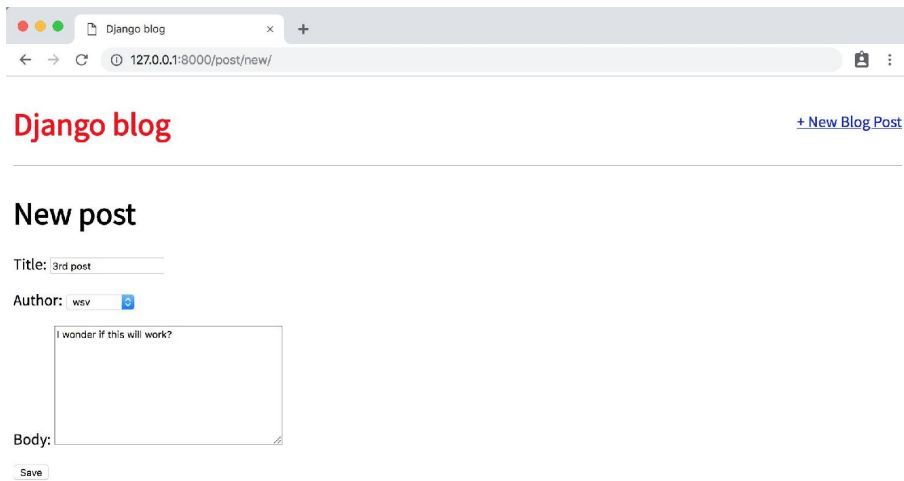 Django blog
127.0.0.1:8000/post/new/
Django blog
+ New Blog Post
New post
Title: 3rd post
Author: wsv
I wonder if this will work?
Body:
Save